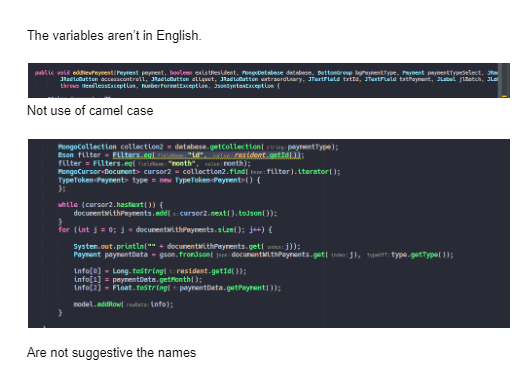 The variables aren't in English.
public void addNewPayment(Payment payment, boolean existResident, MongoDatabase database, ButtonGroup bgPaymentType, Payment paymentTypeSelect, JRa
JRadioButton accesscontroll, JRadioButton aliquot, JRadioButton extraordinary, JTextField txtId, JTextField txtPayment, JLabel jlBatch, JLa
throws HeadlessException, NumberFormatException, JsonSyntaxException {
Not use of camel case
MongoCollection collection2 = database.getCollection( string: paymentType);
Bson filter = Filters.eq( fieldName: "id", value: resident.getId());
filter = Filters.eq( fieldName: "month", value: month);
MongoCursor<Document> cursor2 = collection2.find( bson: filter).iterator();
TypeToken<Payment> type = new TypeToken<Payment>() {
};
while (cursor2.hasNext()) {
documentWithPayments.add( e: cursor2.next().toJson());
}
for (int j = 0; j < documentWithPayments.size(); j++) {
System.out.println("" + documentWithPayments.get( index: j));
Payment paymentData = gson.fromJson( json: documentWithPayments.get( index: j), typeOfT: type.getType());
info[0] = Long.toString( l: resident.getId());
info[1] = paymentData.getMonth();
info[2] = Float.toString( f: paymentData.getPayment());
model.addRow( rowData: info);
}
Are not suggestive the names